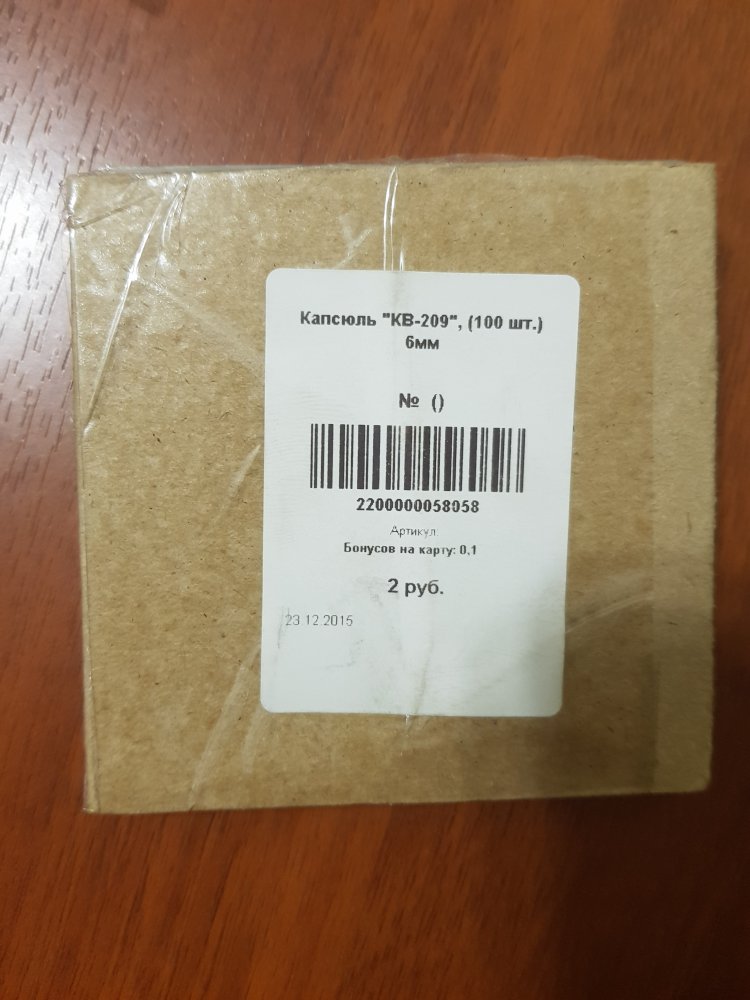 Капсюль "КВ-209", (100 шт.)
6мм
№ ()
2200000058058
Артикул:
Бонусов на карту: 0,1
2 руб.
23.12.2015